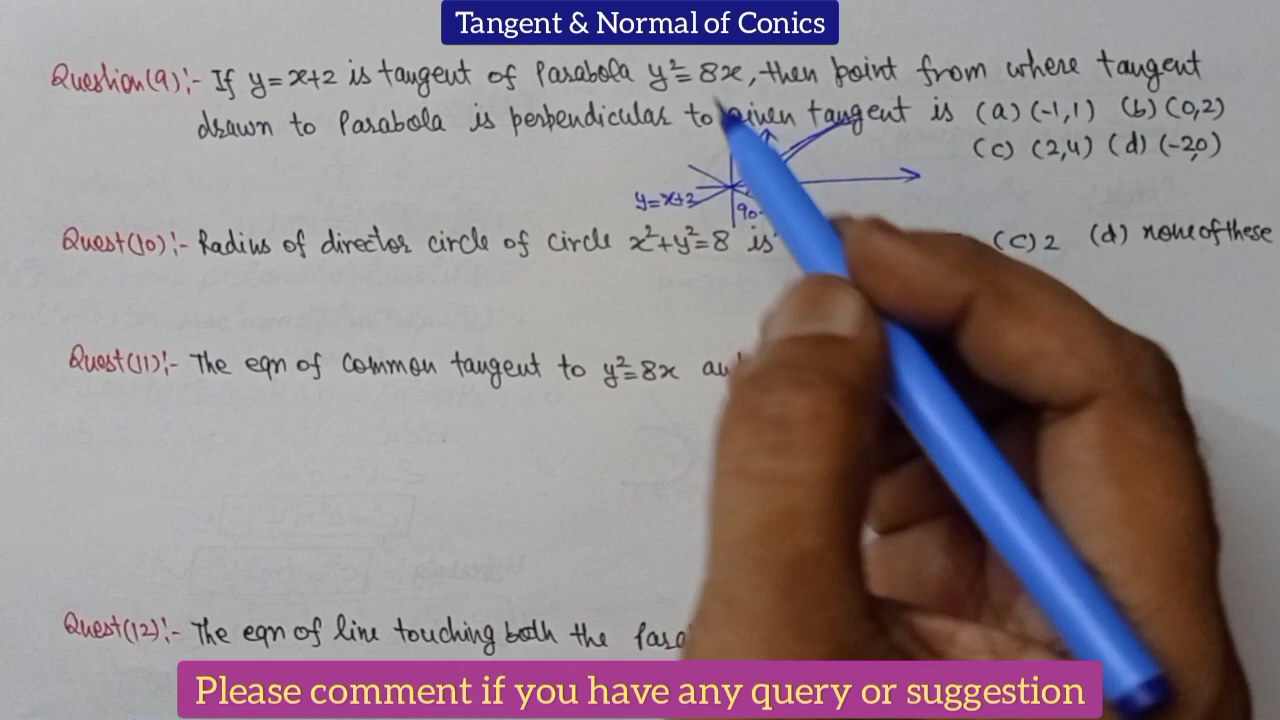 Tangent & Normal of Conics
Question(9):- If y=x+2 is tangent of Parabola y²=8x, then point from where tangent
drawn to Parabola is perpendicular to given tangent is (a)(-1,1) (b)(0,2)
(c) (2,4) (d) (-2,0)
y=x+2
90
Quest(10):- Radius of director circle of circle x²+y²=8 is (c) 2 (d) none of these
Quest(11):- The eqn of common tangent to y²=8x
Quest(12):- The eqn of line touching both the
Please comment if you have any query or suggestion